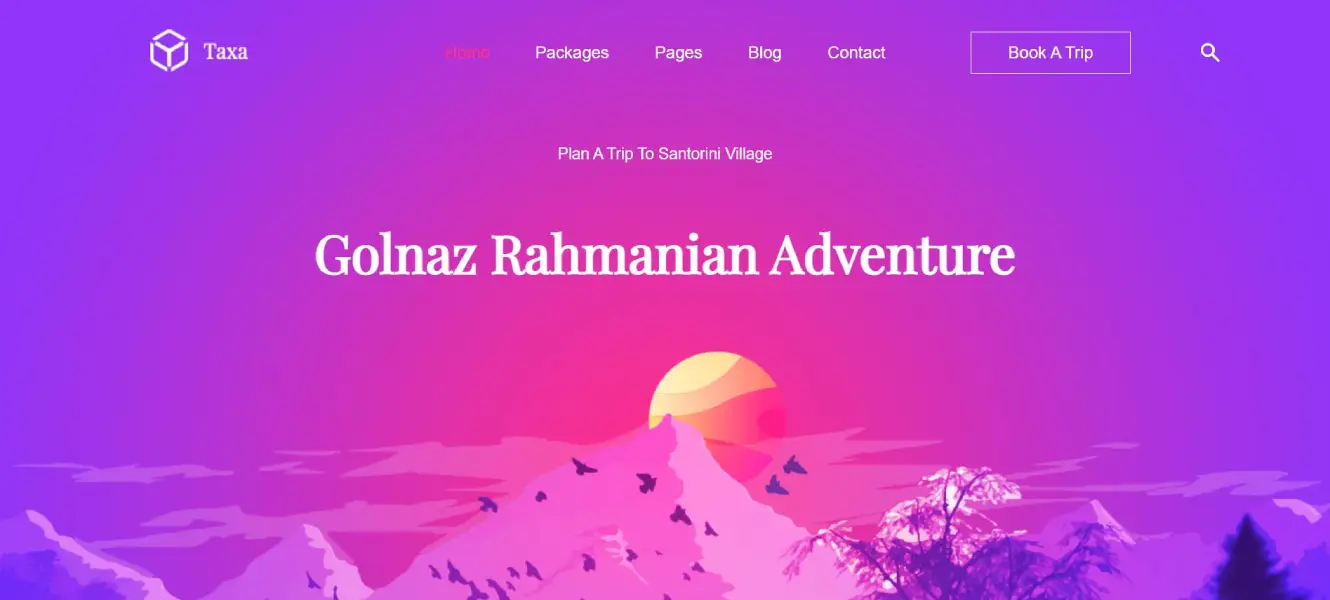 Taxa
Home Packages Pages Blog Contact Book A Trip
Plan A Trip To Santorini Village
Golnaz Rahmanian Adventure